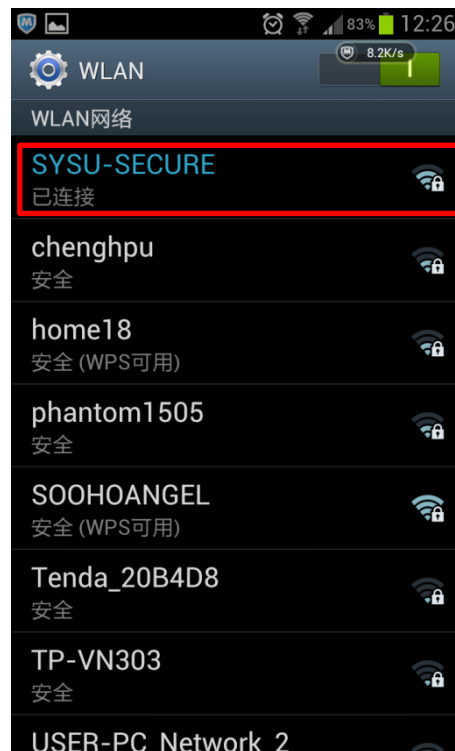 83% 12:26
WLAN
8.2K/s
WLAN网络
SYSU-SECURE
已连接
chenghpu
安全
home18
安全 (WPS可用)
phantom1505
安全
SOOHOANGEL
安全 (WPS可用)
Tenda_20B4D8
安全
TP-VN303
安全
USER-PC_Network_2